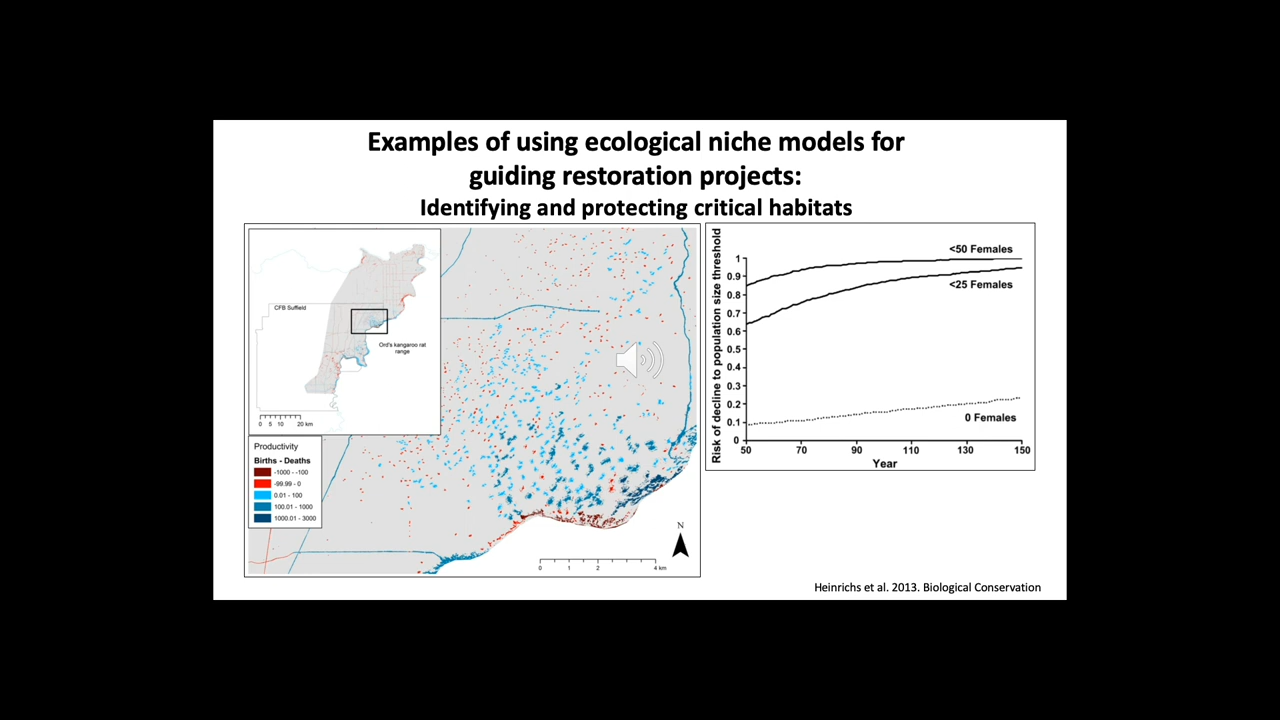 Examples of using ecological niche models for
guiding restoration projects:
Identifying and protecting critical habitats
CFB Suffield
Ord's kangaroo rat
range
0 5 10 20 km
Productivity
Births - Deaths
-1000 - -100
-99.99 - 0
0.01 - 100
100.01 - 1000
1000.01 - 3000
N
0 1 2 4 km
Risk of decline to population size threshold
1
0.9
0.8
0.7
0.6
0.5
0.4
0.3
0.2
0.1
0
<50 Females
<25 Females
0 Females
50 70 90 110 130 150
Year
Heinrichs et al. 2013. Biological Conservation